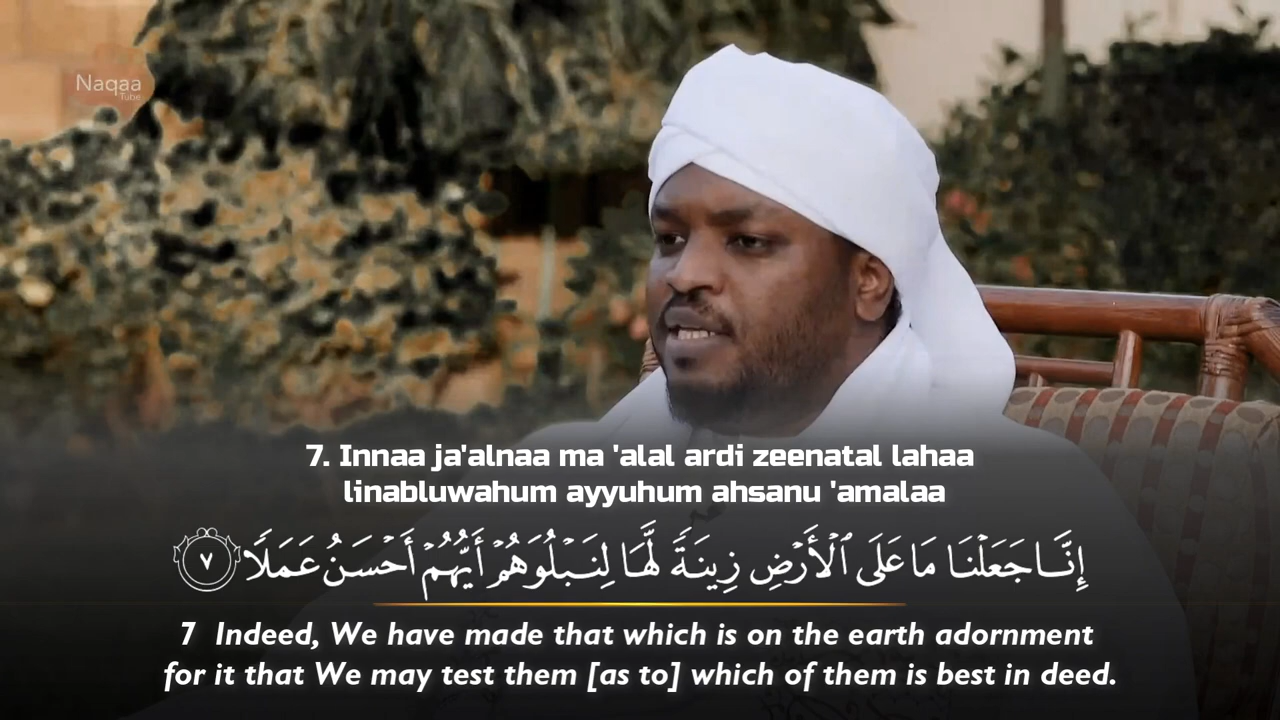 Naqaa
Tube
7. Innaa ja'alnaa ma 'alal ardi zeenatal lahaa
linabluwahum ayyuhum ahsanu 'amalaa
إِنَّا جَعَلْنَا مَا عَلَى ٱلْأَرْضِ زِينَةً لَّهَا لِنَبْلُوَهُمْ أَيُّهُمْ أَحْسَنُ عَمَلًا ٧
7 Indeed, We have made that which is on the earth adornment
for it that We may test them [as to] which of them is best in deed.